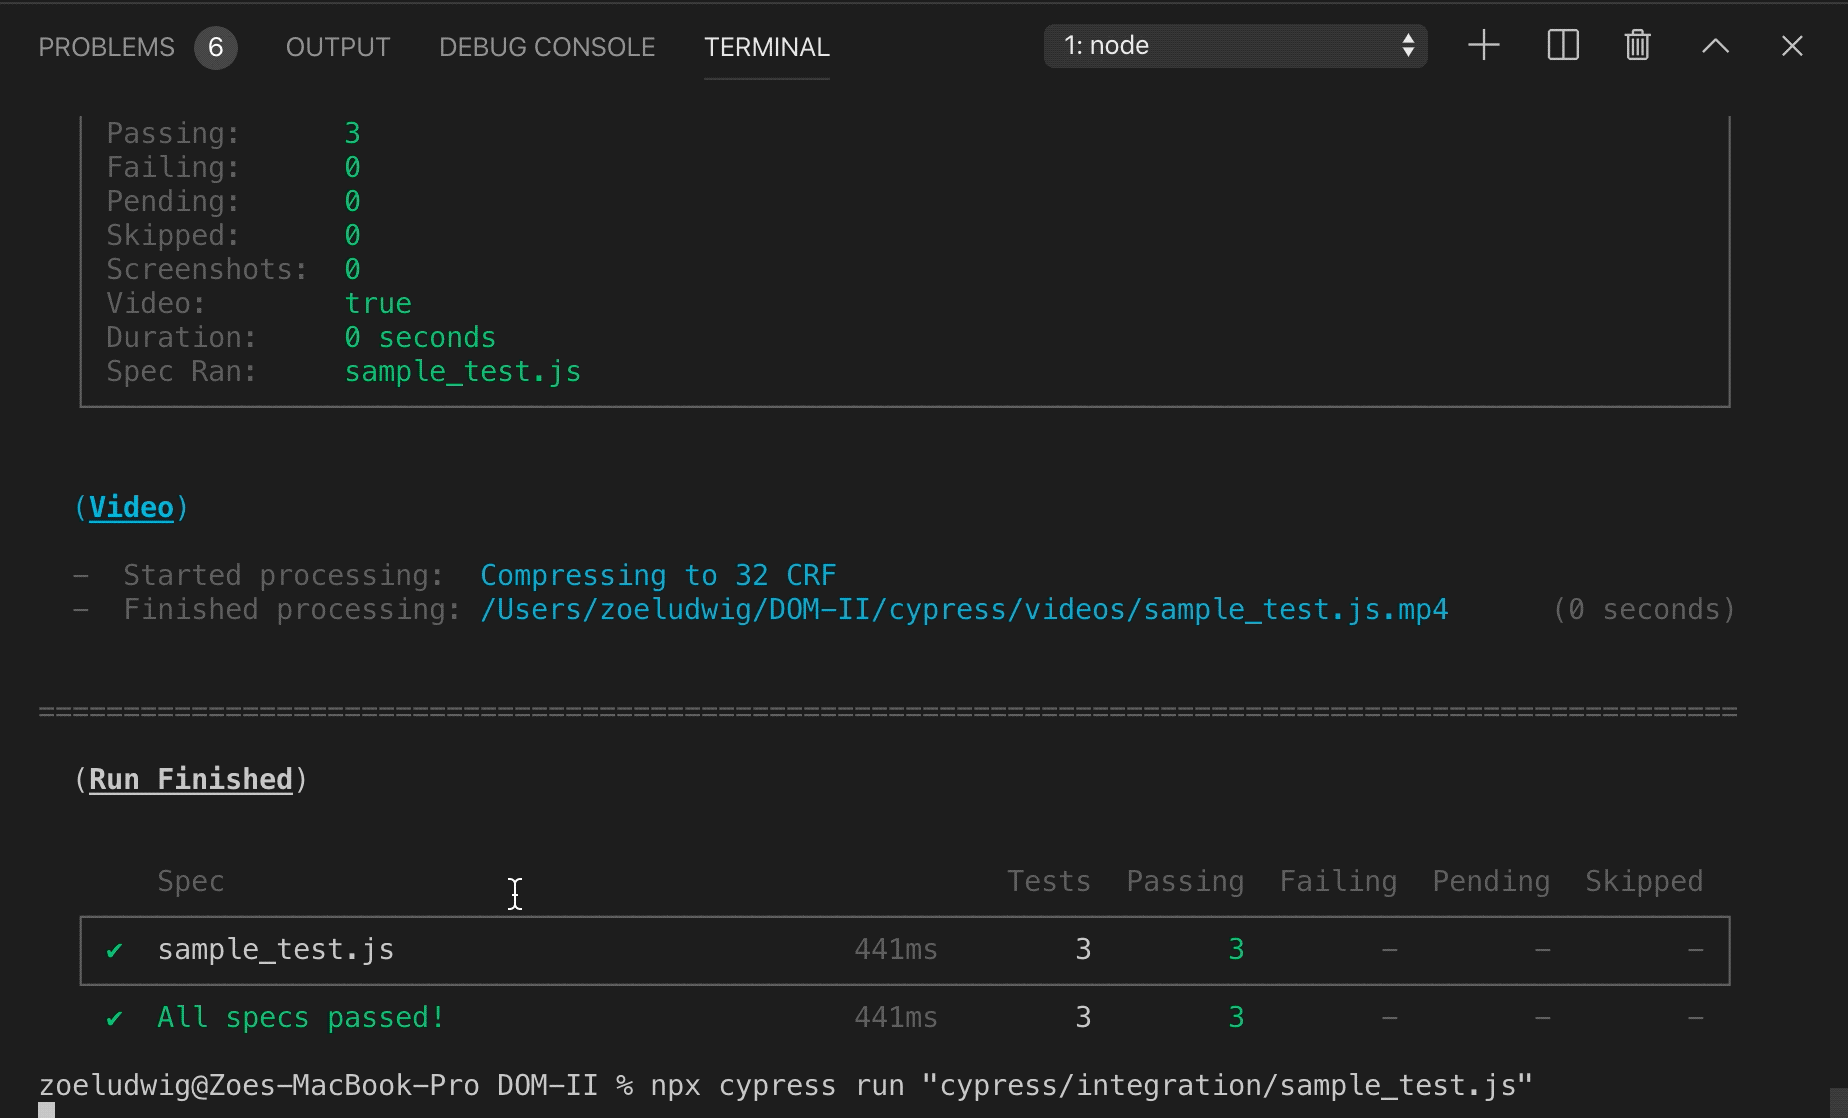 PROBLEMS 6 OUTPUT DEBUG CONSOLE TERMINAL 1: node
Passing: 3
Failing: 0
Pending: 0
Skipped: 0
Screenshots: 0
Video: true
Duration: 0 seconds
Spec Ran: sample_test.js
(Video)
– Started processing: Compressing to 32 CRF
– Finished processing: /Users/zoeludwig/DOM-II/cypress/videos/sample_test.js.mp4 (0 seconds)
====================================================================================================
(Run Finished)
Spec Tests Passing Failing Pending Skipped
✔ sample_test.js 441ms 3 3 – – –
✔ All specs passed! 441ms 3 3 – – –
zoeludwig@Zoes-MacBook-Pro DOM-II % npx cypress run "cypress/integration/sample_test.js"